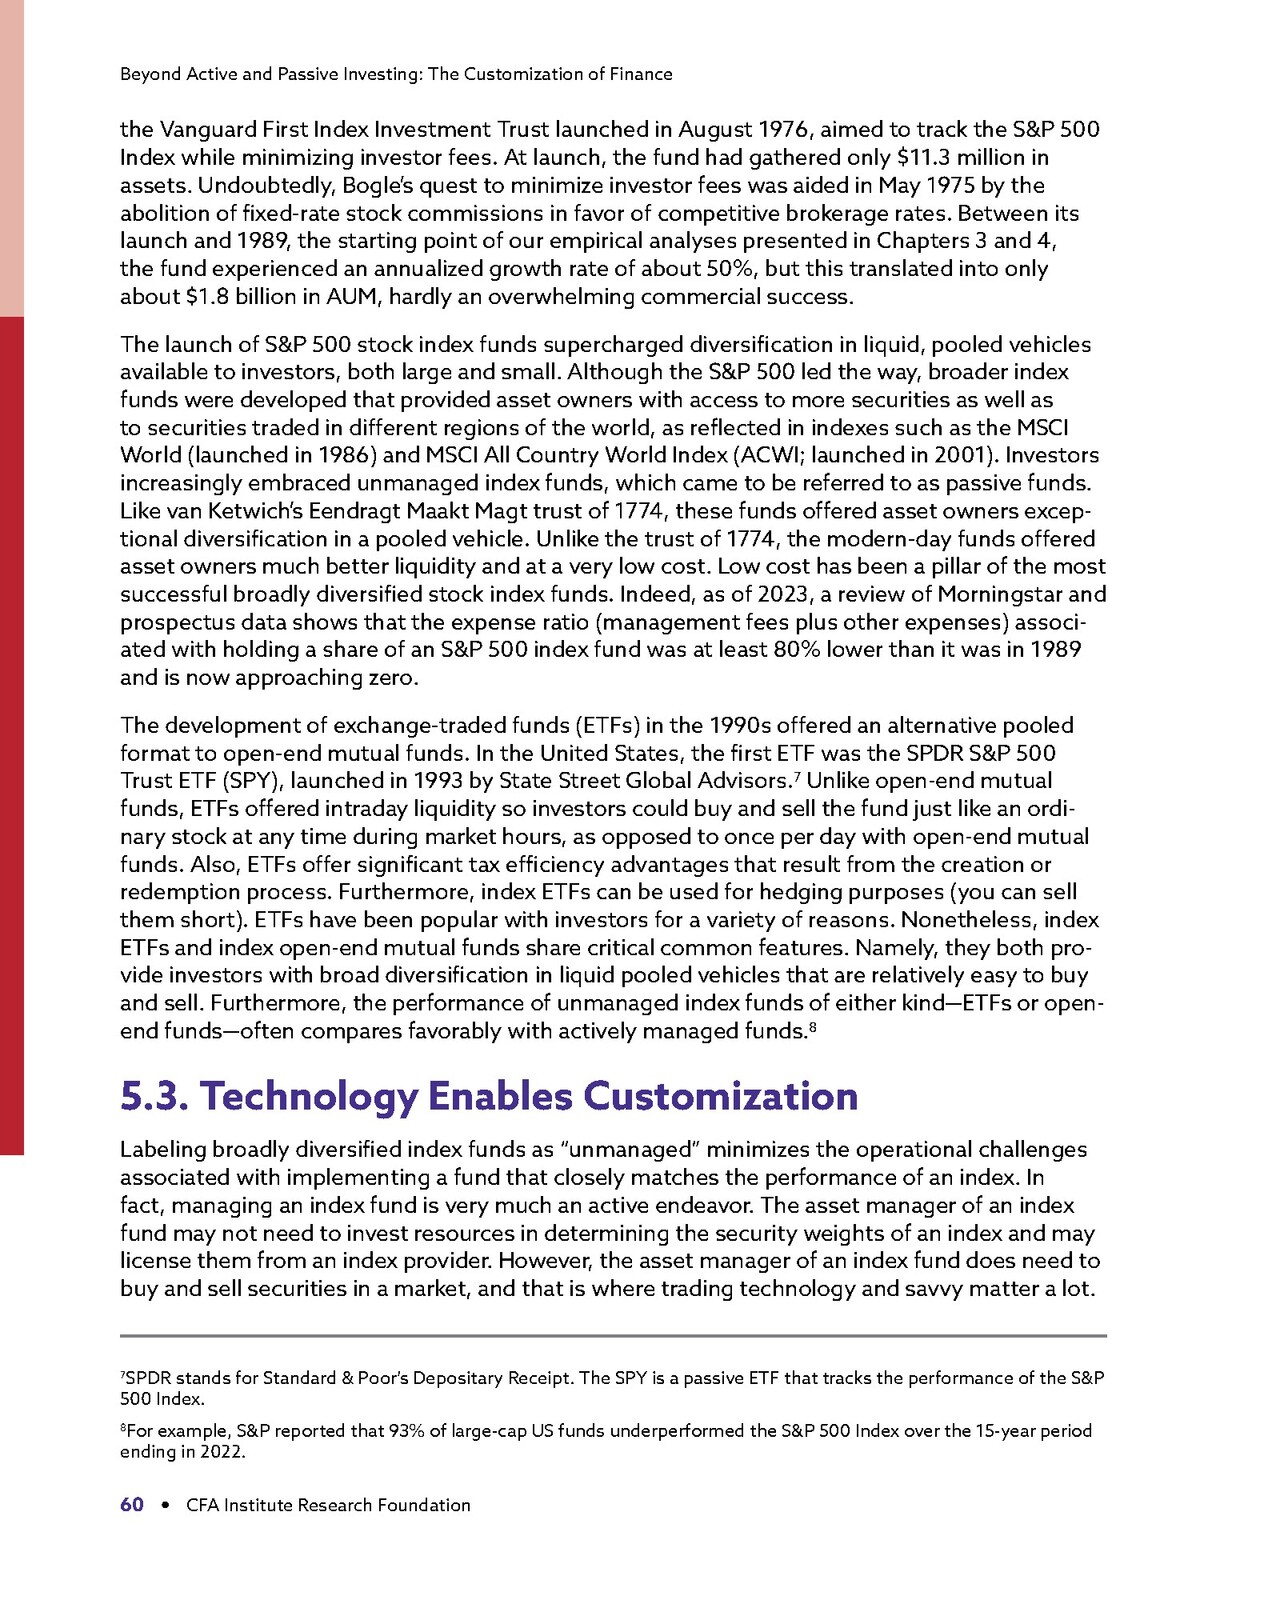 Beyond Active and Passive Investing: The Customization of Finance
the Vanguard First Index Investment Trust launched in August 1976, aimed to track the S&P 500
Index while minimizing investor fees. At launch, the fund had gathered only $11.3 million in
assets. Undoubtedly, Bogle’s quest to minimize investor fees was aided in May 1975 by the
abolition of fixed-rate stock commissions in favor of competitive brokerage rates. Between its
launch and 1989, the starting point of our empirical analyses presented in Chapters 3 and 4,
the fund experienced an annualized growth rate of about 50%, but this translated into only
about $1.8 billion in AUM, hardly an overwhelming commercial success.
The launch of S&P 500 stock index funds supercharged diversification in liquid, pooled vehicles
available to investors, both large and small. Although the S&P 500 led the way, broader index
funds were developed that provided asset owners with access to more securities as well as
to securities traded in different regions of the world, as reflected in indexes such as the MSCI
World (launched in 1986) and MSCI All Country World Index (ACWI; launched in 2001). Investors
increasingly embraced unmanaged index funds, which came to be referred to as passive funds.
Like van Ketwich’s Eendragt Maakt Magt trust of 1774, these funds offered asset owners excep-
tional diversification in a pooled vehicle. Unlike the trust of 1774, the modern-day funds offered
asset owners much better liquidity and at a very low cost. Low cost has been a pillar of the most
successful broadly diversified stock index funds. Indeed, as of 2023, a review of Morningstar and
prospectus data shows that the expense ratio (management fees plus other expenses) associ-
ated with holding a share of an S&P 500 index fund was at least 80% lower than it was in 1989
and is now approaching zero.
The development of exchange-traded funds (ETFs) in the 1990s offered an alternative pooled
format to open-end mutual funds. In the United States, the first ETF was the SPDR S&P 500
Trust ETF (SPY), launched in 1993 by State Street Global Advisors.⁷ Unlike open-end mutual
funds, ETFs offered intraday liquidity so investors could buy and sell the fund just like an ordi-
nary stock at any time during market hours, as opposed to once per day with open-end mutual
funds. Also, ETFs offer significant tax efficiency advantages that result from the creation or
redemption process. Furthermore, index ETFs can be used for hedging purposes (you can sell
them short). ETFs have been popular with investors for a variety of reasons. Nonetheless, index
ETFs and index open-end mutual funds share critical common features. Namely, they both pro-
vide investors with broad diversification in liquid pooled vehicles that are relatively easy to buy
and sell. Furthermore, the performance of unmanaged index funds of either kind—ETFs or open-
end funds—often compares favorably with actively managed funds.⁸
5.3. Technology Enables Customization
Labeling broadly diversified index funds as “unmanaged” minimizes the operational challenges
associated with implementing a fund that closely matches the performance of an index. In
fact, managing an index fund is very much an active endeavor. The asset manager of an index
fund may not need to invest resources in determining the security weights of an index and may
license them from an index provider. However, the asset manager of an index fund does need to
buy and sell securities in a market, and that is where trading technology and savvy matter a lot.
⁷SPDR stands for Standard & Poor’s Depositary Receipt. The SPY is a passive ETF that tracks the performance of the S&P
500 Index.
⁸For example, S&P reported that 93% of large-cap US funds underperformed the S&P 500 Index over the 15-year period
ending in 2022.
60 • CFA Institute Research Foundation